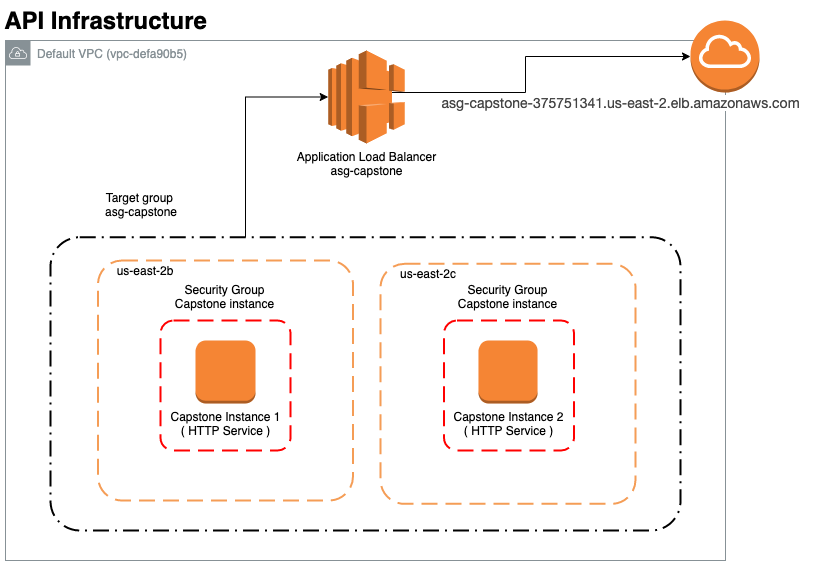 API Infrastructure
Default VPC (vpc-defa90b5)
asg-capstone-375751341.us-east-2.elb.amazonaws.com
Application Load Balancer
asg-capstone
Target group
asg-capstone
us-east-2b
Security Group
Capstone instance
Capstone Instance 1
( HTTP Service )
us-east-2c
Security Group
Capstone instance
Capstone Instance 2
( HTTP Service )